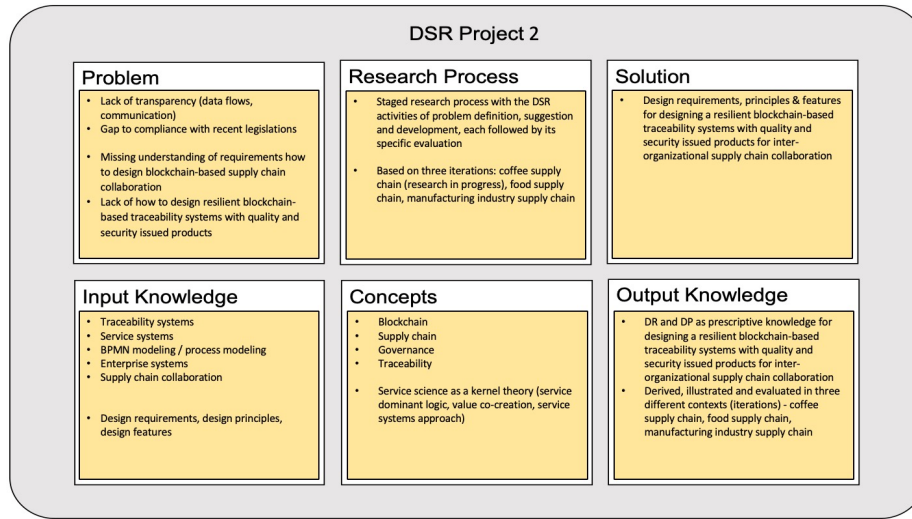 DSR Project 2
Problem
• Lack of transparency (data flows,
communication)
• Gap to compliance with recent legislations
• Missing understanding of requirements how
to design blockchain-based supply chain
collaboration
• Lack of how to design resilient blockchain-
based traceability systems with quality and
security issued products
Research Process
• Staged research process with the DSR
activities of problem definition, suggestion
and development, each followed by its
specific evaluation
• Based on three iterations: coffee supply
chain (research in progress), food supply
chain, manufacturing industry supply chain
Solution
• Design requirements, principles & features
for designing a resilient blockchain-based
traceability systems with quality and
security issued products for inter-
organizational supply chain collaboration
Input Knowledge
• Traceability systems
• Service systems
• BPMN modeling / process modeling
• Enterprise systems
• Supply chain collaboration
• Design requirements, design principles,
design features
Concepts
• Blockchain
• Supply chain
• Governance
• Traceability
• Service science as a kernel theory (service
dominant logic, value co-creation, service
systems approach)
Output Knowledge
• DR and DP as prescriptive knowledge for
designing a resilient blockchain-based
traceability systems with quality and
security issued products for inter-
organizational supply chain collaboration
• Derived, illustrated and evaluated in three
different contexts (iterations) - coffee
supply chain, food supply chain,
manufacturing industry supply chain